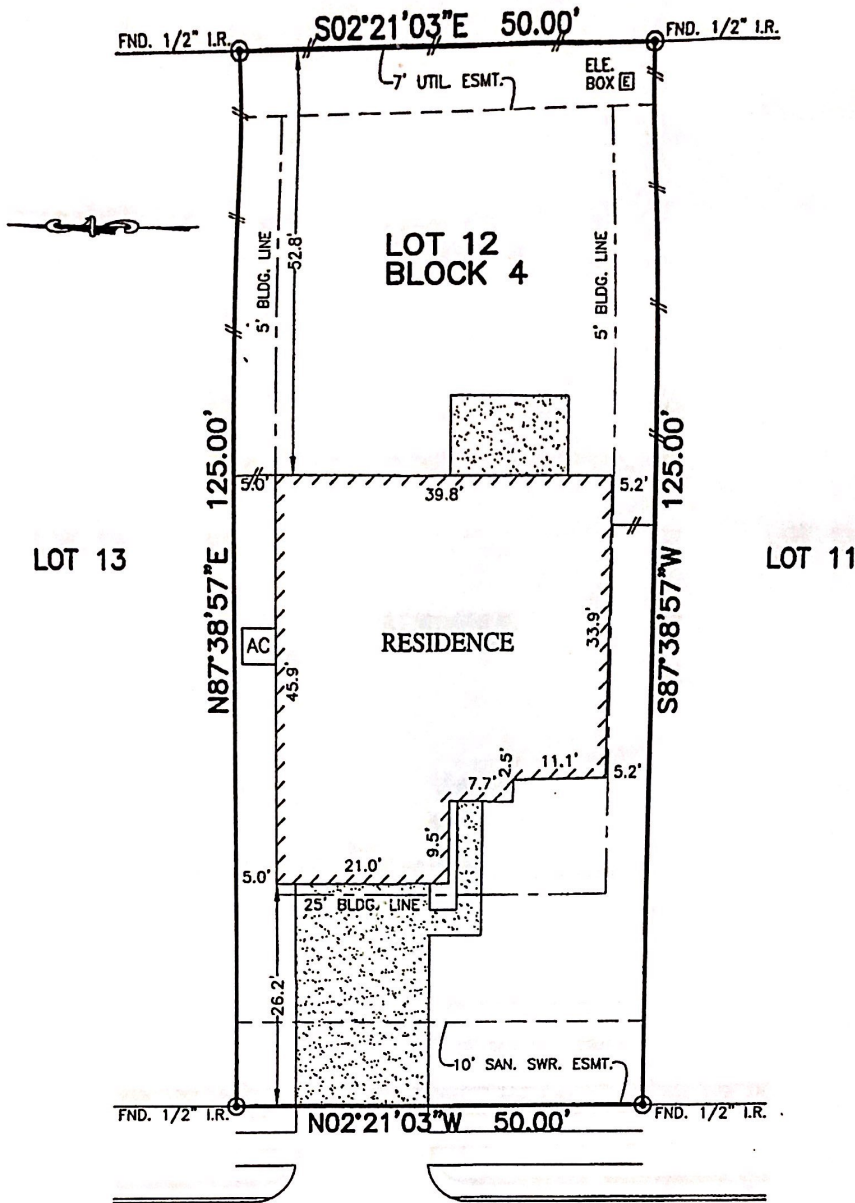 S02°21'03"E 50.00'
FND. 1/2" I.R.
FND. 1/2" I.R.
7' UTIL. ESMT.
ELE.
BOX E
5' BLDG. LINE
52.8'
LOT 12
BLOCK 4
5' BLDG. LINE
N87°38'57"E 125.00'
S87°38'57"W 125.00'
5.0'
39.8'
5.2'
LOT 13
LOT 11
AC
RESIDENCE
45.9'
33.9'
7.7'
2.5'
11.1'
5.2'
9.5'
5.0'
21.0'
25' BLDG. LINE
26.2'
10' SAN. SWR. ESMT.
FND. 1/2" I.R.
N02°21'03"W 50.00'
FND. 1/2" I.R.